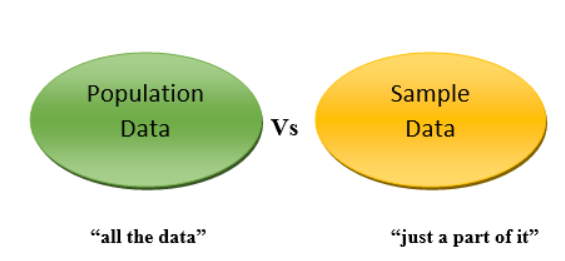 Population
Data
Vs
Sample
Data
“all the data”
“just a part of it”